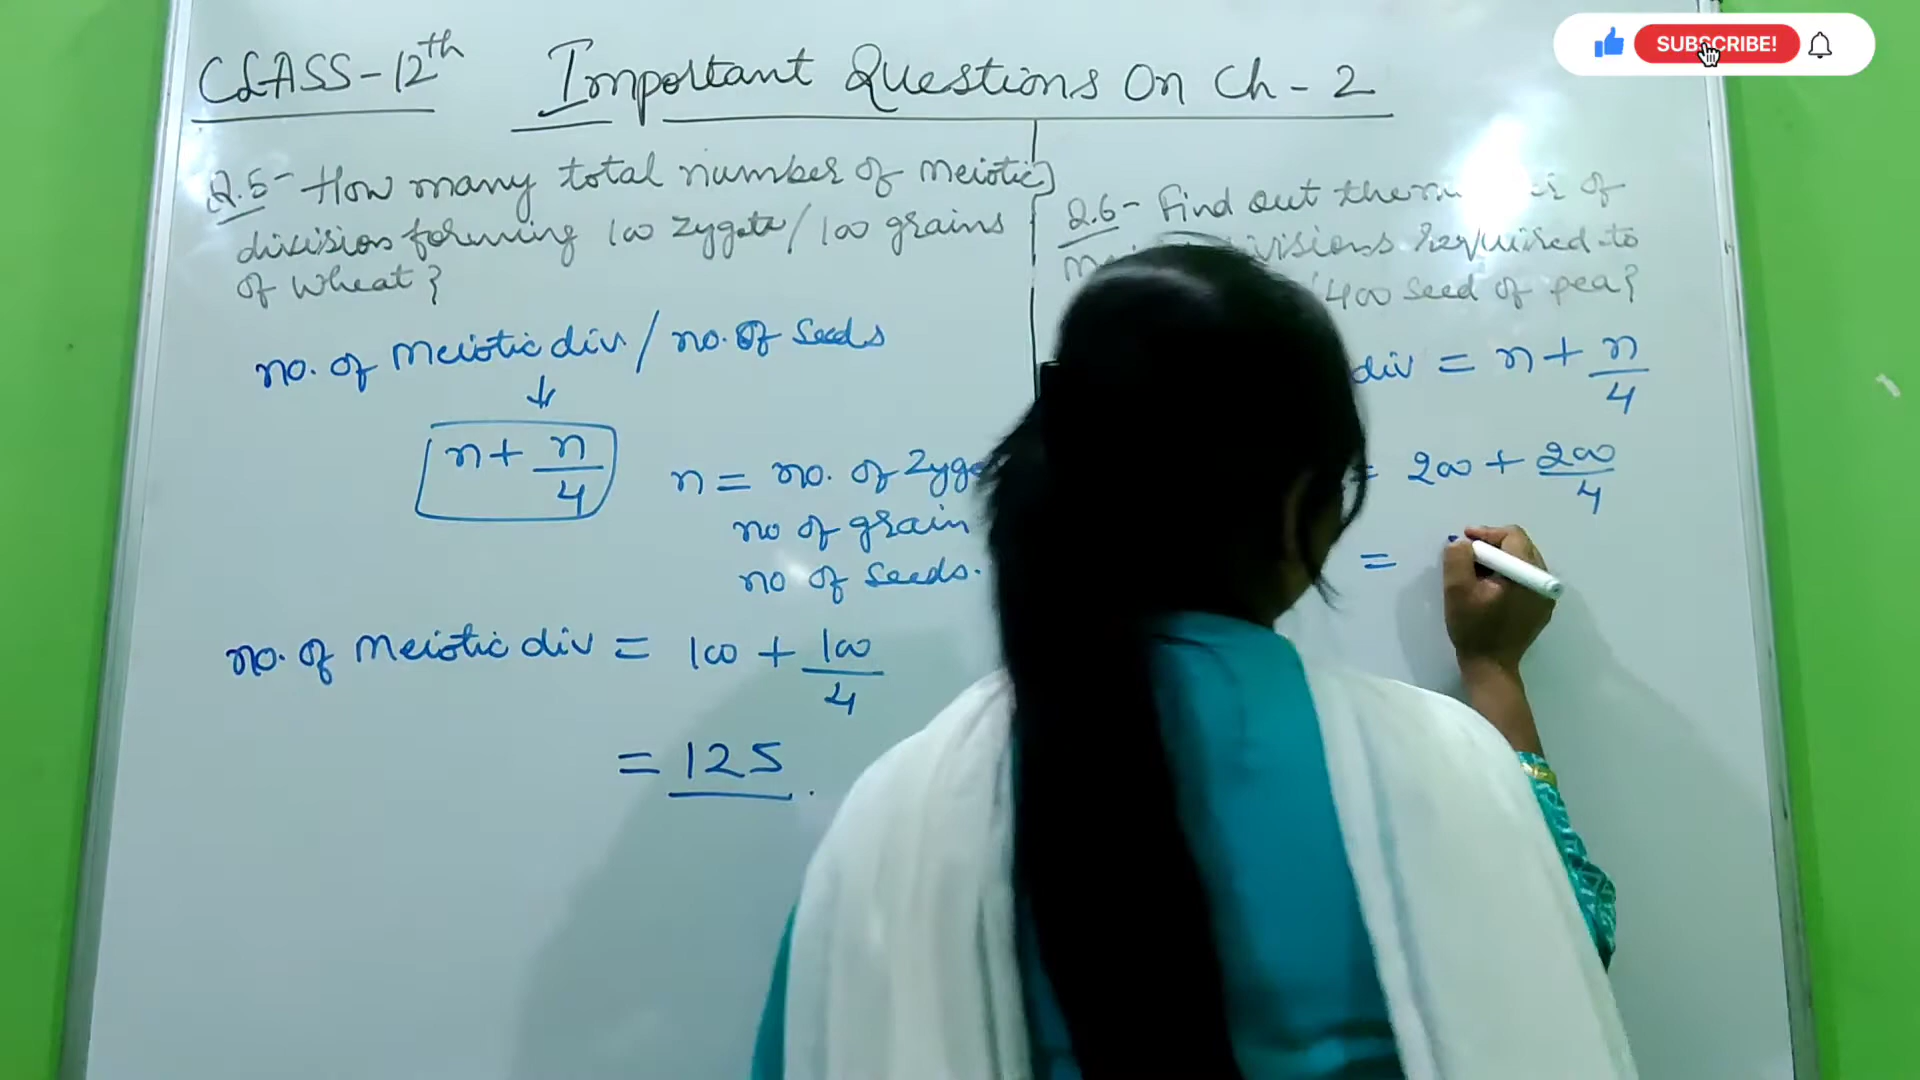 CLASS-12th Important Questions On Ch-2
Q.5- How many total number of meiotic
division forming 100 zygote/100 grains
of wheat?
no. of meiotic div / no. of seeds
n + n/4
n = no. of zyg
no of grain
no of seeds.
no. of meiotic div = 100 + 100/4
= 125.
Q.6- Find out the of
required to
400 seed of pea?
div = n + n/4
= 200 + 200/4
=
SUBSCRIBE!